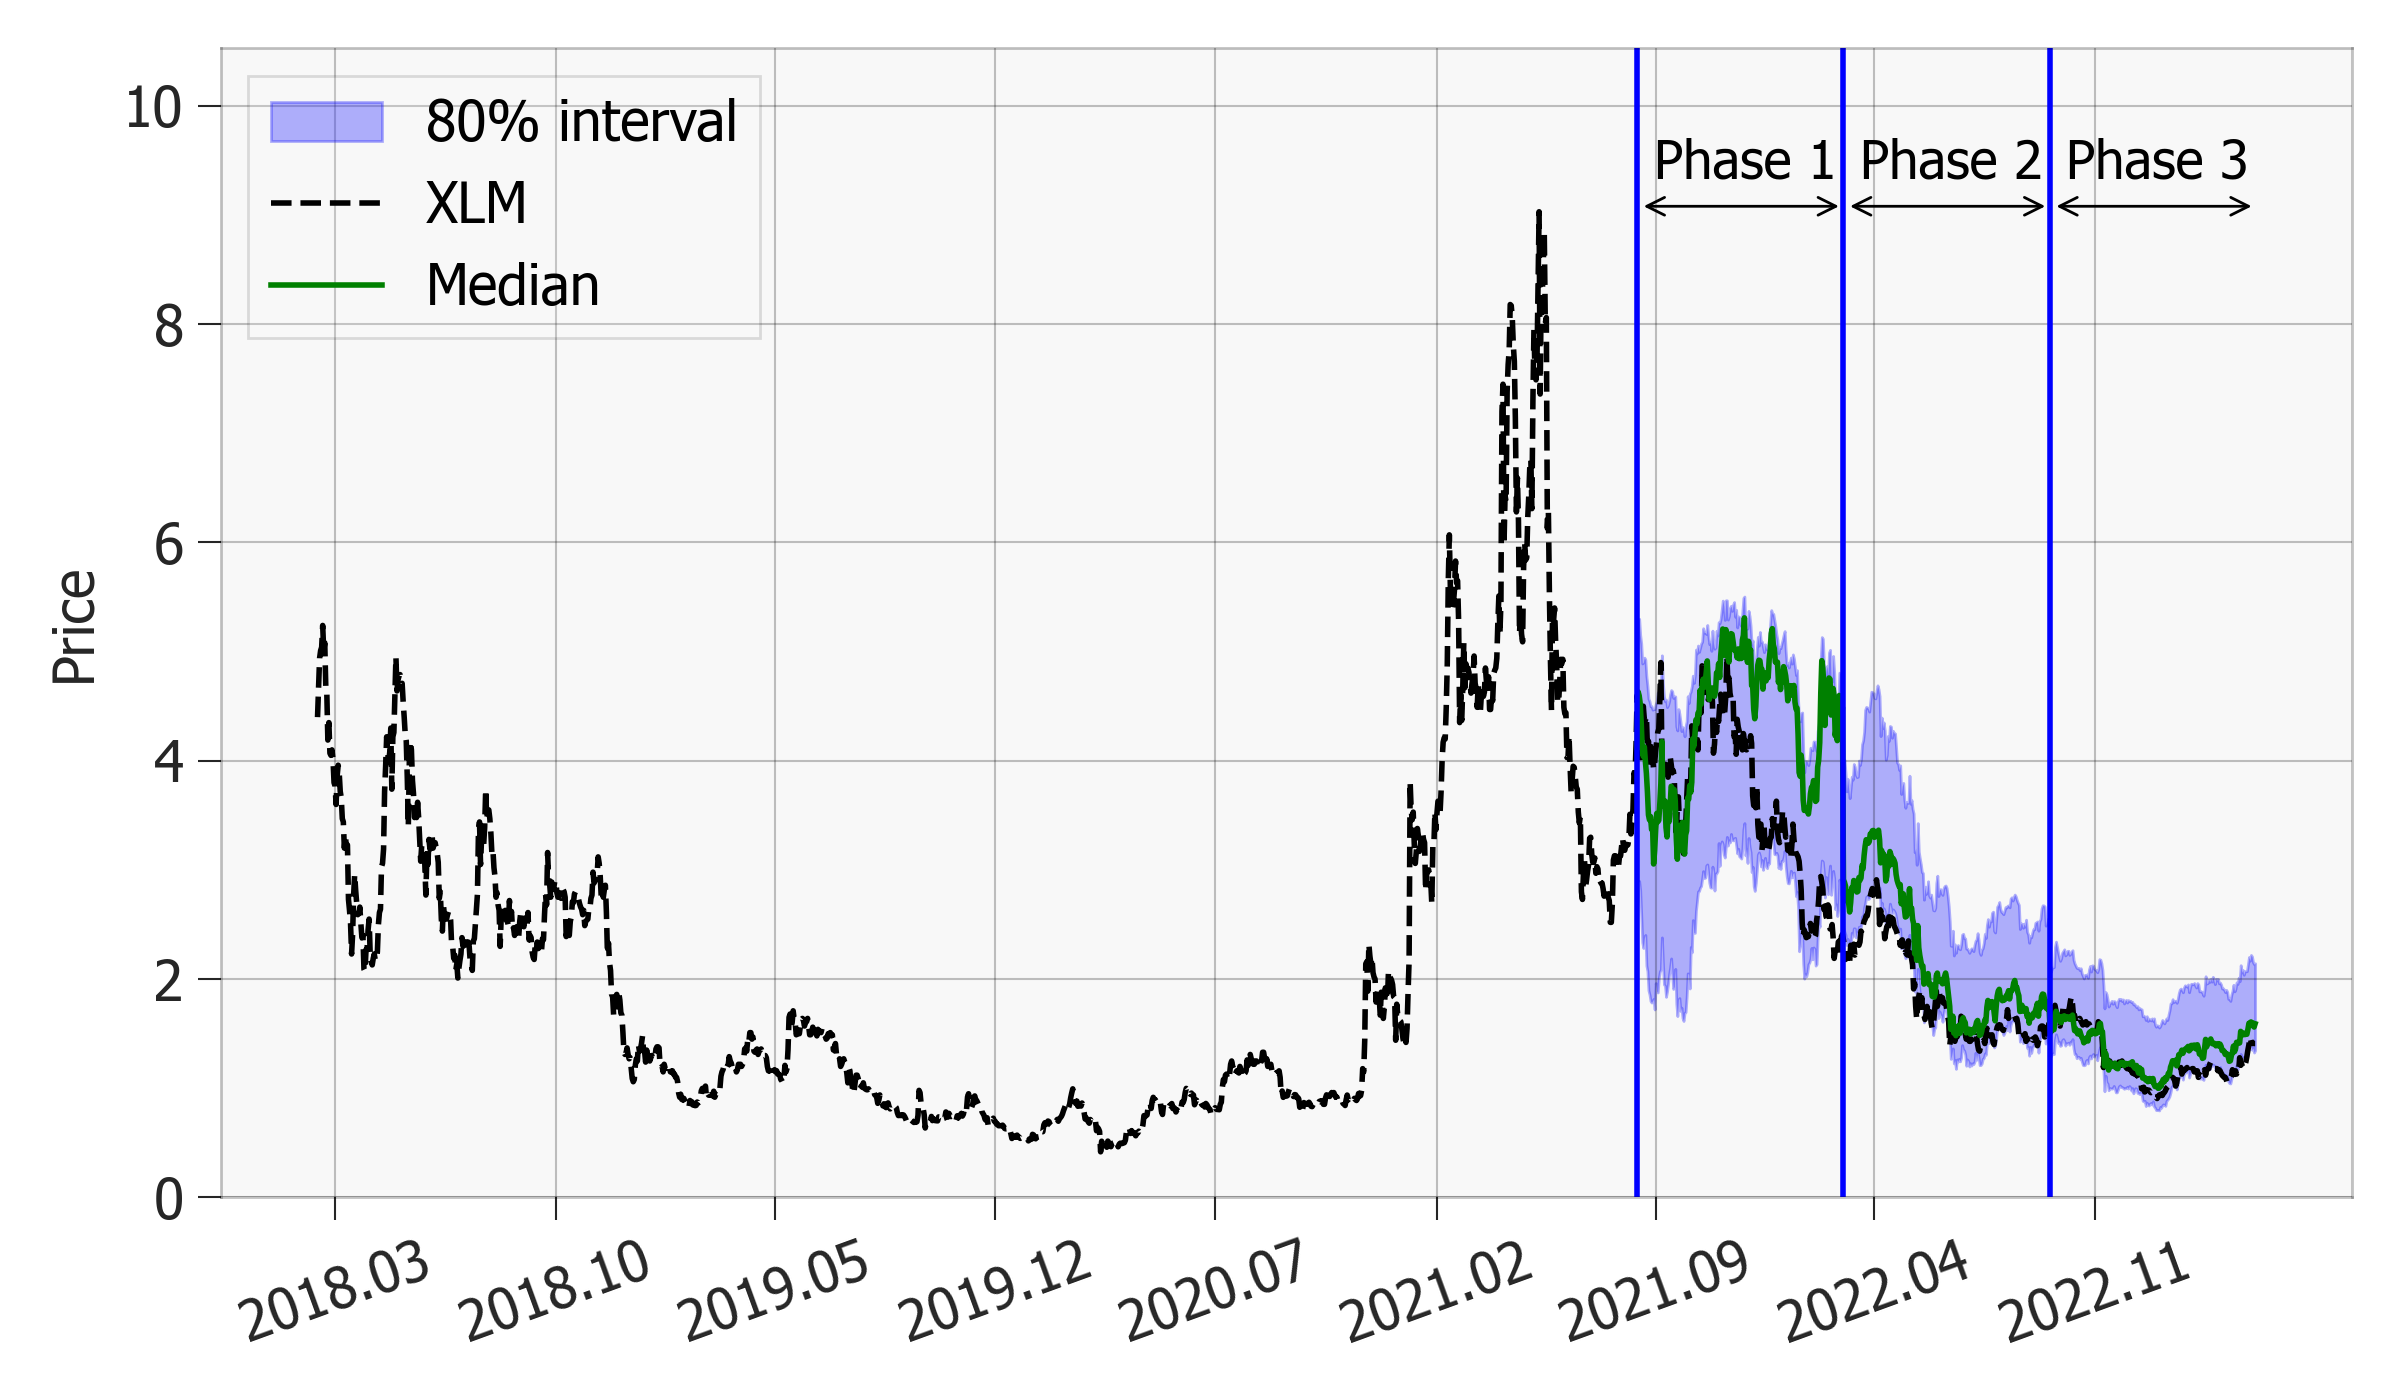 80% interval
XLM
Median
Phase 1
Phase 2
Phase 3
Price
10
8
6
4
2
0
2018.03
2018.10
2019.05
2019.12
2020.07
2021.02
2021.09
2022.04
2022.11